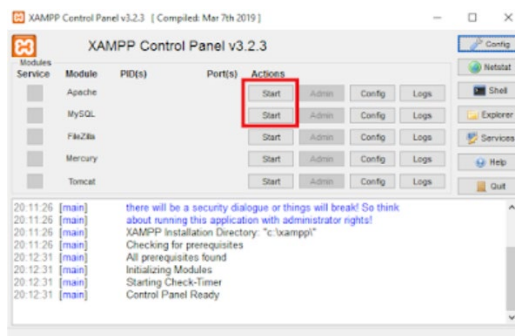 XAMPP Control Panel v3.2.3 [ Compiled: Mar 7th 2019 ]
XAMPP Control Panel v3.2.3
Config
Modules
Service Module PID(s) Port(s) Actions
Netstat
Apache Start Admin Config Logs
Shell
MySQL Start Admin Config Logs
Explorer
FileZilla Start Admin Config Logs
Services
Mercury Start Admin Config Logs
Help
Tomcat Start Admin Config Logs
Quit
20:11:26 [main] there will be a security dialogue or things will break! So think
20:11:26 [main] about running this application with administrator rights!
20:11:26 [main] XAMPP Installation Directory: "c:\xampp\"
20:11:26 [main] Checking for prerequisites
20:12:31 [main] All prerequisites found
20:12:31 [main] Initializing Modules
20:12:31 [main] Starting Check-Timer
20:12:31 [main] Control Panel Ready